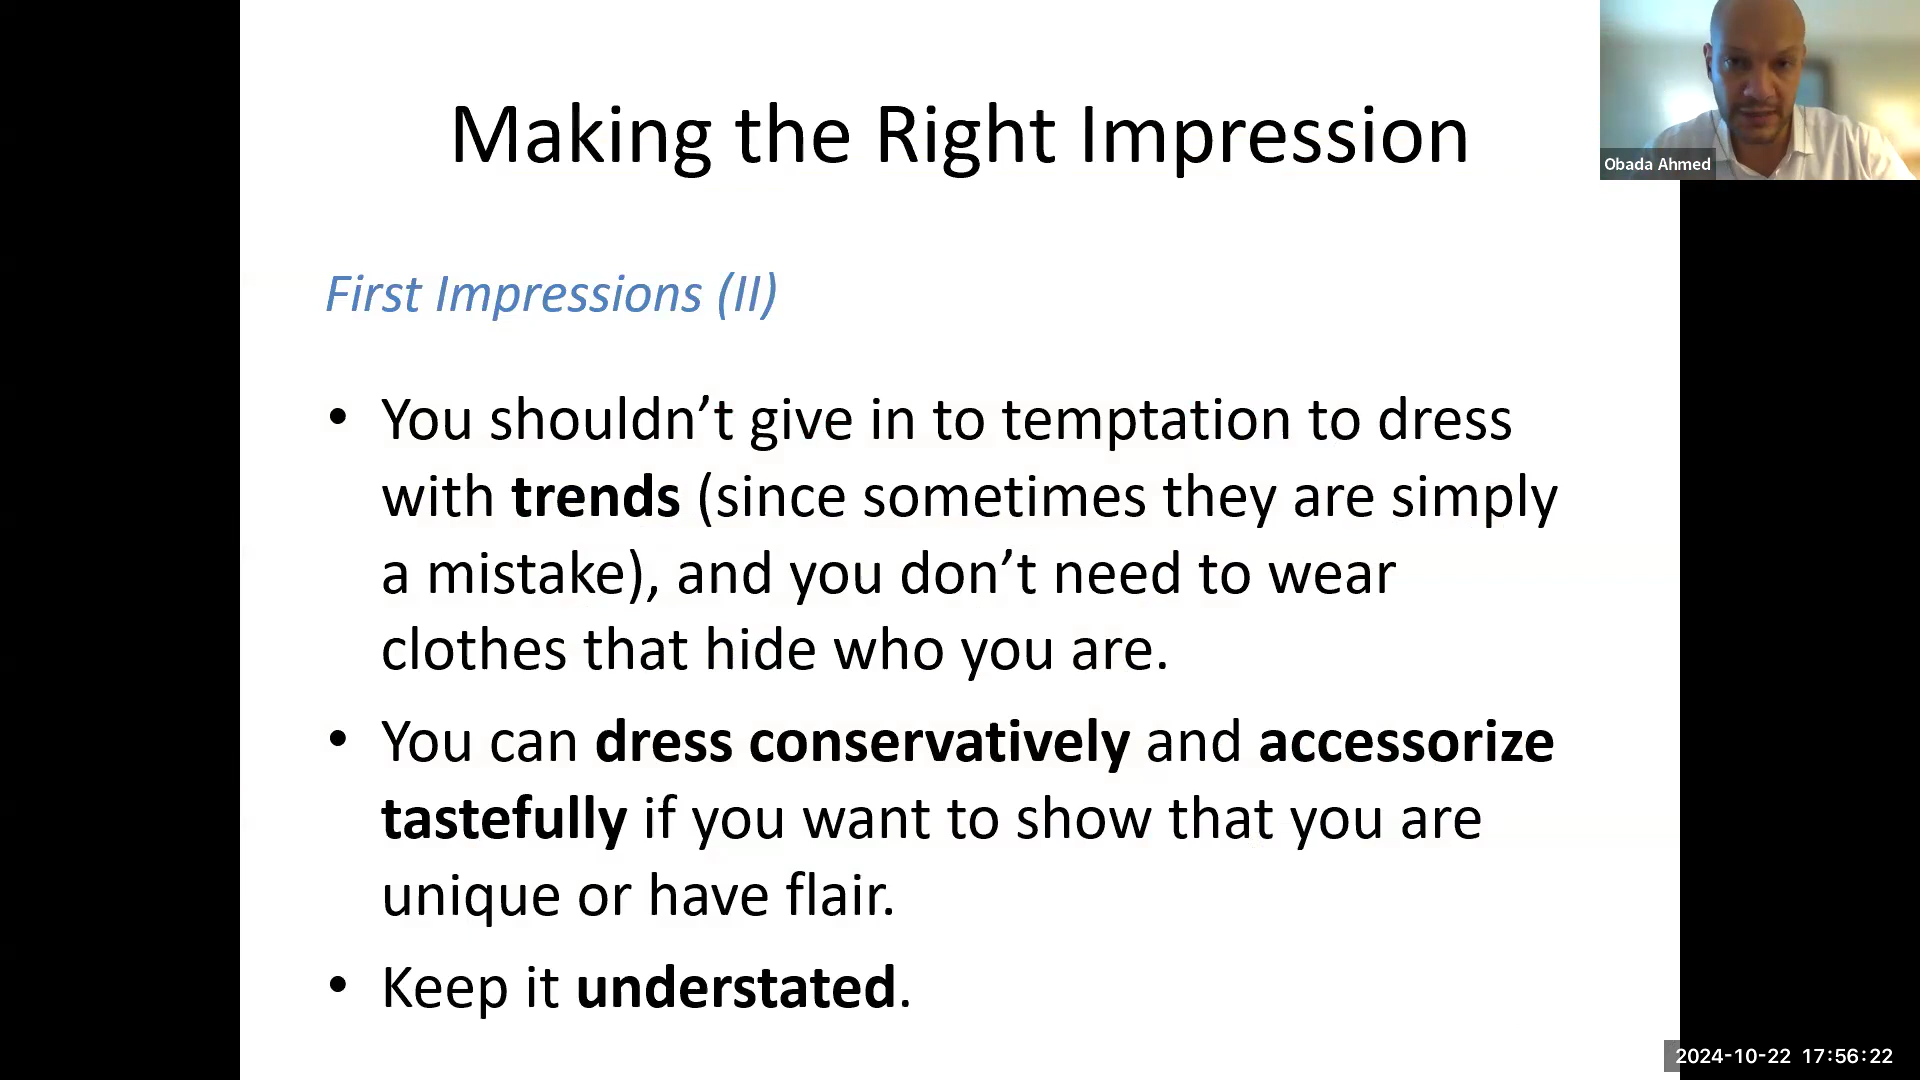 Making the Right Impression
Obada Ahmed
First Impressions (II)
• You shouldn’t give in to temptation to dress
with trends (since sometimes they are simply
a mistake), and you don’t need to wear
clothes that hide who you are.
• You can dress conservatively and accessorize
tastefully if you want to show that you are
unique or have flair.
• Keep it understated.
2024-10-22 17:56:22